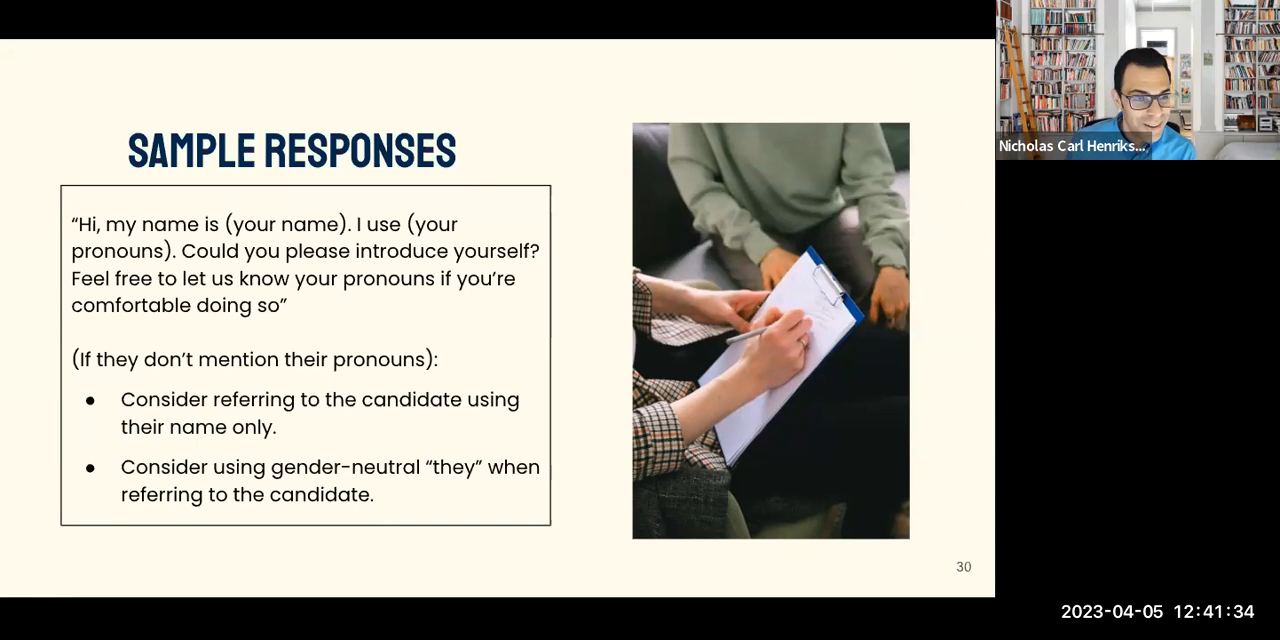 SAMPLE RESPONSES
“Hi, my name is (your name). I use (your
pronouns). Could you please introduce yourself?
Feel free to let us know your pronouns if you’re
comfortable doing so”
(If they don’t mention their pronouns):
● Consider referring to the candidate using
their name only.
● Consider using gender-neutral “they” when
referring to the candidate.
30
Nicholas Carl Henriks...
2023-04-05 12:41:34